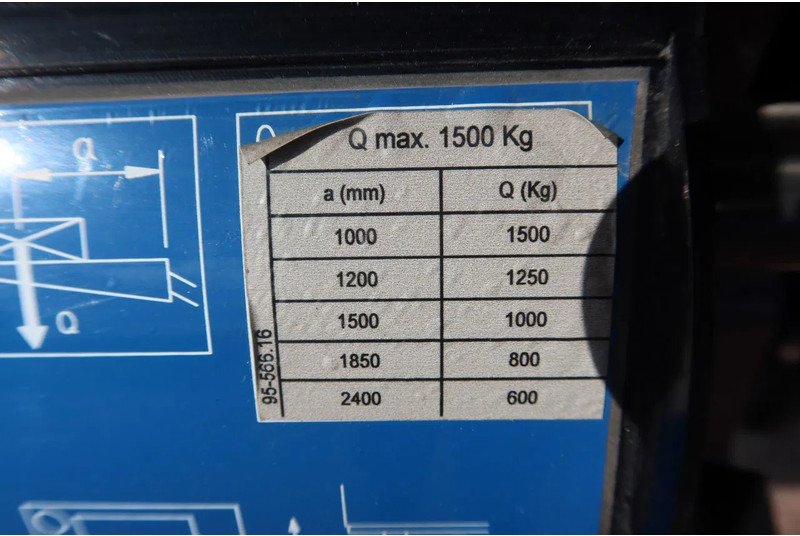 Q
Q
Q
Q max. 1500 Kg
a (mm) Q (Kg)
1000 1500
1200 1250
1500 1000
1850 800
2400 600
95-566.16